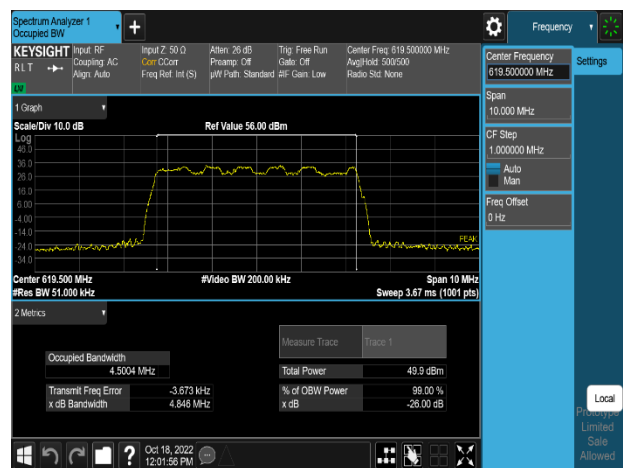 Spectrum Analyzer 1
Occupied BW
Frequency
KEYSIGHT
RLT
LXI
Input: RF
Coupling: AC
Align: Auto
Input Z: 50 Ω
Corr CCorr
Freq Ref: Int (S)
Atten: 26 dB
Preamp: Off
µW Path: Standard
Trig: Free Run
Gate: Off
#IF Gain: Low
Center Freq: 619.500000 MHz
Avg|Hold: 500/500
Radio Std: None
Center Frequency
619.500000 MHz
Settings
Span
10.000 MHz
CF Step
1.000000 MHz
Auto
Man
Freq Offset
0 Hz
1 Graph
Scale/Div 10.0 dB
Ref Value 56.00 dBm
Log
46.0
36.0
26.0
16.0
6.00
-4.00
-14.0
-24.0
-34.0
PEAK
Center 619.500 MHz
#Video BW 200.00 kHz
Span 10 MHz
#Res BW 51.000 kHz
Sweep 3.67 ms (1001 pts)
2 Metrics
Measure Trace
Trace 1
Occupied Bandwidth
4.5004 MHz
Total Power
49.9 dBm
Transmit Freq Error
-3.673 kHz
% of OBW Power
99.00 %
x dB Bandwidth
4.846 MHz
x dB
-26.00 dB
Local
Prototype
Limited
Sale
Allowed
?
Oct 18, 2022
12:01:56 PM